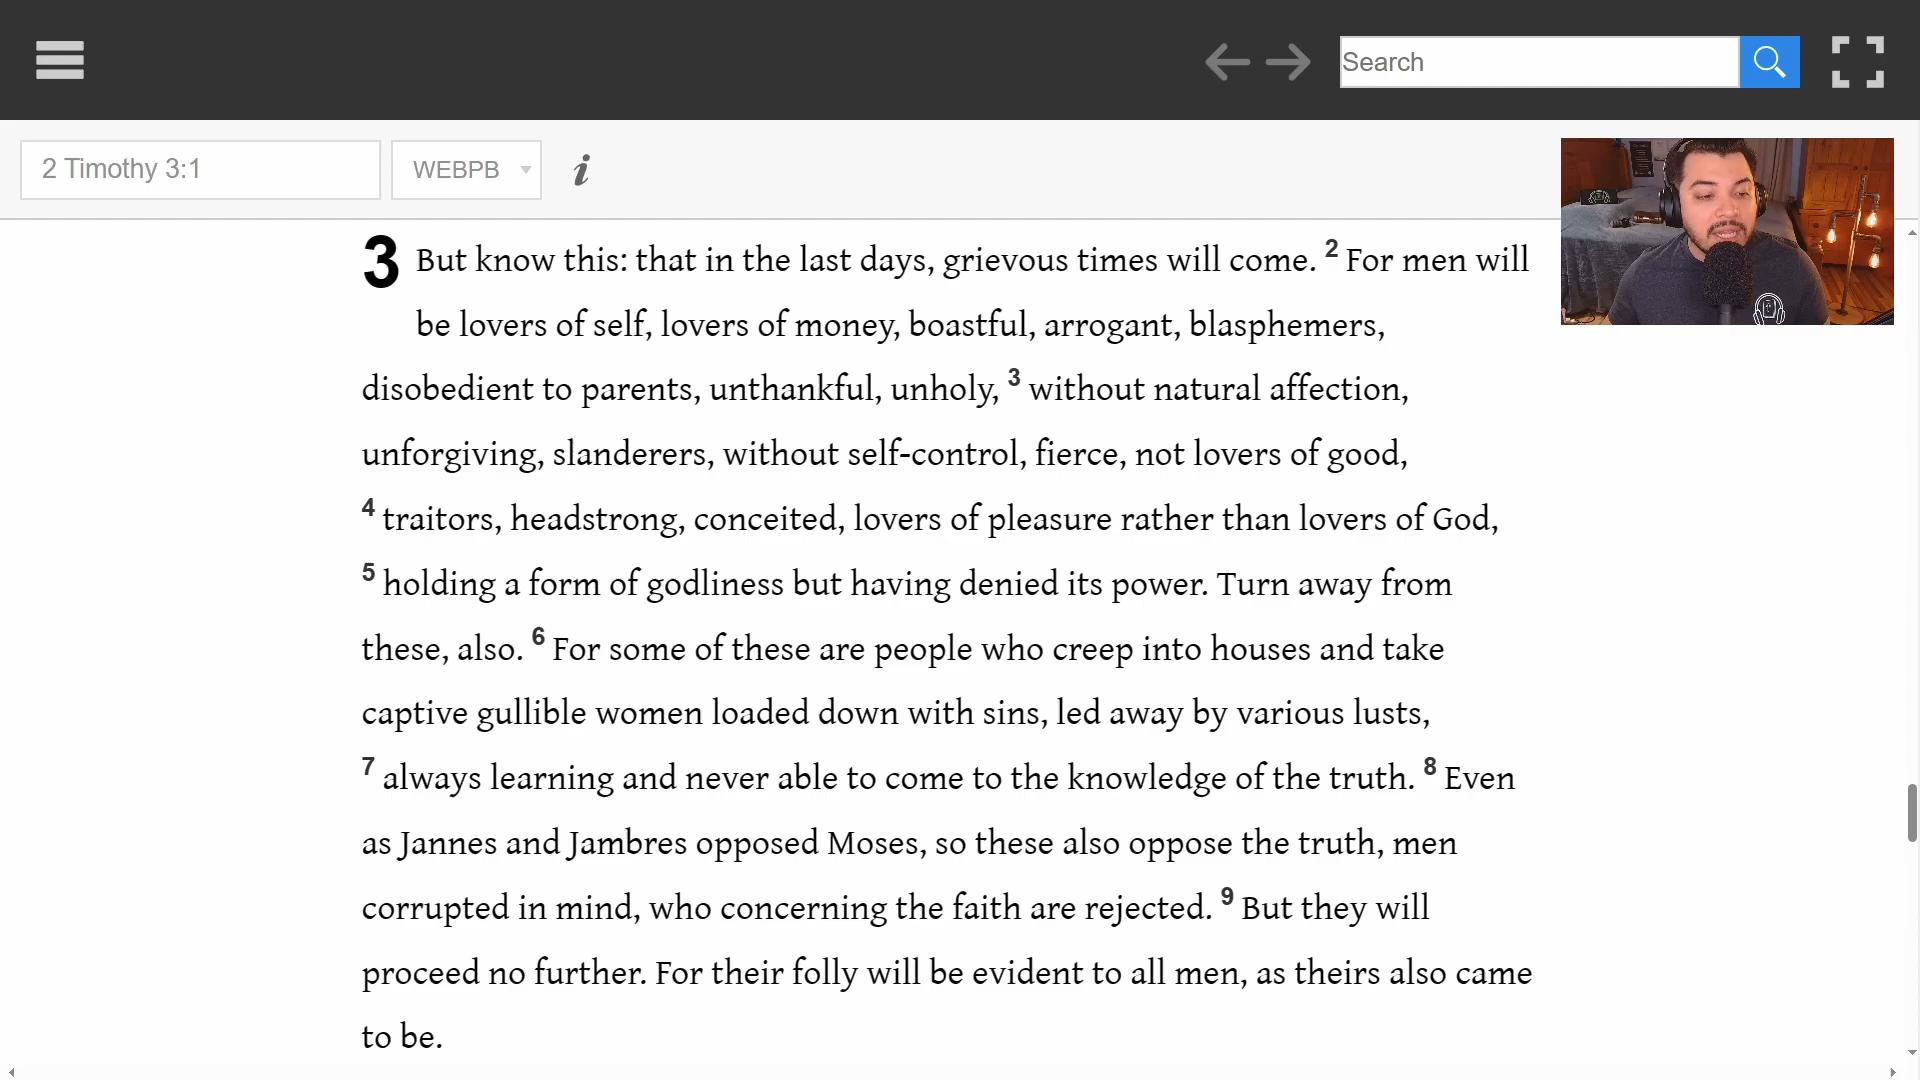 Search
2 Timothy 3:1
WEBPB
i
3 But know this: that in the last days, grievous times will come. 2 For men will
be lovers of self, lovers of money, boastful, arrogant, blasphemers,
disobedient to parents, unthankful, unholy, 3 without natural affection,
unforgiving, slanderers, without self-control, fierce, not lovers of good,
4 traitors, headstrong, conceited, lovers of pleasure rather than lovers of God,
5 holding a form of godliness but having denied its power. Turn away from
these, also. 6 For some of these are people who creep into houses and take
captive gullible women loaded down with sins, led away by various lusts,
7 always learning and never able to come to the knowledge of the truth. 8 Even
as Jannes and Jambres opposed Moses, so these also oppose the truth, men
corrupted in mind, who concerning the faith are rejected. 9 But they will
proceed no further. For their folly will be evident to all men, as theirs also came
to be.